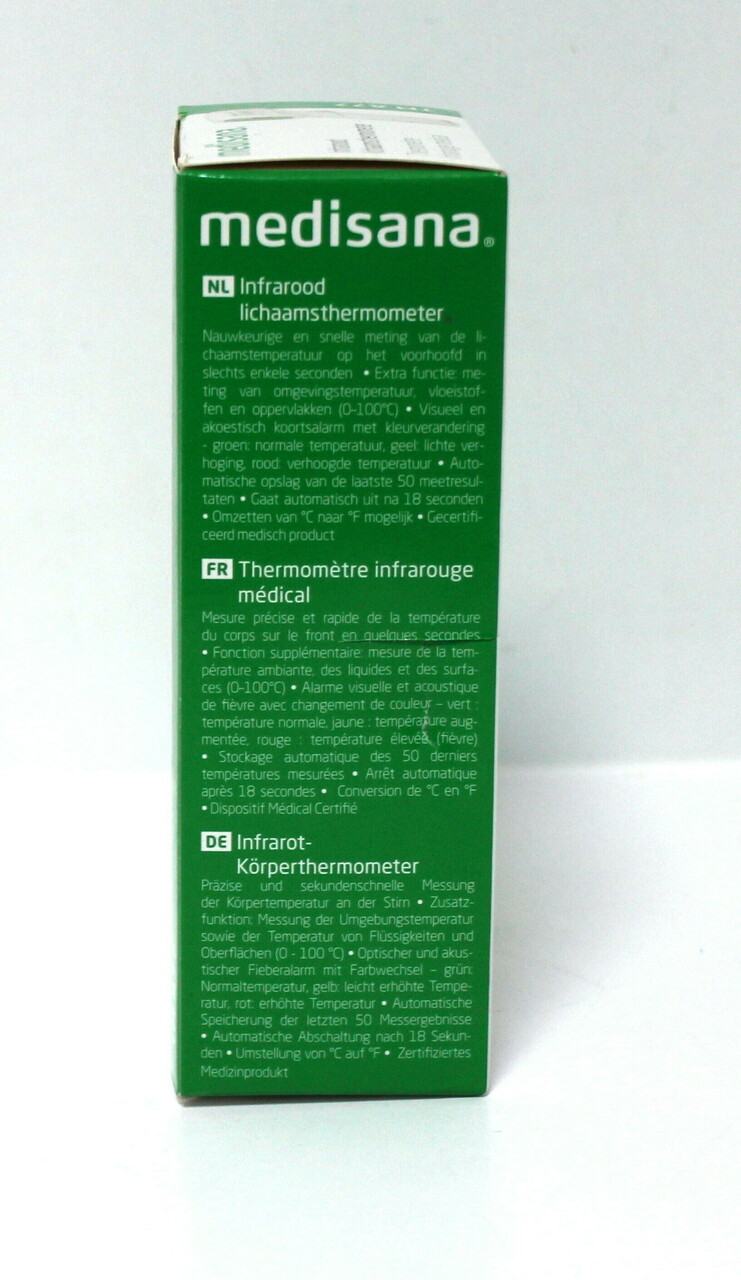 medisana
medisana®
NL Infrarood
lichaamsthermometer
Nauwkeurige en snelle meting van de li-
chaamstemperatuur op het voorhoofd in
slechts enkele seconden • Extra functie: me-
ting van omgevingstemperatuur, vloeistof-
fen en oppervlakken (0-100°C) • Visueel en
akoestisch koortsalarm met kleurverandering
- groen: normale temperatuur, geel: lichte ver-
hoging, rood: verhoogde temperatuur • Auto-
matische opslag van de laatste 50 meetresul-
taten • Gaat automatisch uit na 18 seconden
• Omzetten van °C naar °F mogelijk • Gecertifi-
ceerd medisch product
FR Thermomètre infrarouge
médical
Mesure précise et rapide de la température
du corps sur le front en quelques secondes
• Fonction supplémentaire: mesure de la tem-
pérature ambiante, des liquides et des surfa-
ces (0-100°C) • Alarme visuelle et acoustique
de fièvre avec changement de couleur – vert :
température normale, jaune : température aug-
mentée, rouge : température élevée (fièvre)
• Stockage automatique des 50 derniers
températures mesurées • Arrêt automatique
après 18 secondes • Conversion de °C en °F
• Dispositif Médical Certifié
DE Infrarot-
Körperthermometer
Präzise und sekundenschnelle Messung
der Körpertemperatur an der Stirn • Zusatz-
funktion: Messung der Umgebungstemperatur
sowie der Temperatur von Flüssigkeiten und
Oberflächen (0 - 100 °C) • Optischer und akus-
tischer Fieberalarm mit Farbwechsel – grün:
Normaltemperatur, gelb: leicht erhöhte Tempe-
ratur, rot: erhöhte Temperatur • Automatische
Speicherung der letzten 50 Messergebnisse
• Automatische Abschaltung nach 18 Sekun-
den • Umstellung von °C auf °F • Zertifiziertes
Medizinprodukt